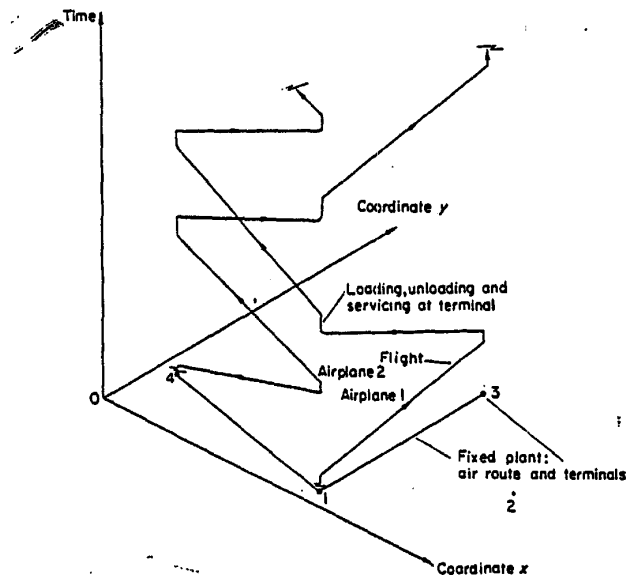 Time
Coordinate y
Loading, unloading and
servicing at terminal
Flight
Airplane 2
4
Airplane 1
O
3
Fixed plant:
air route and terminals
1
2
Coordinate x